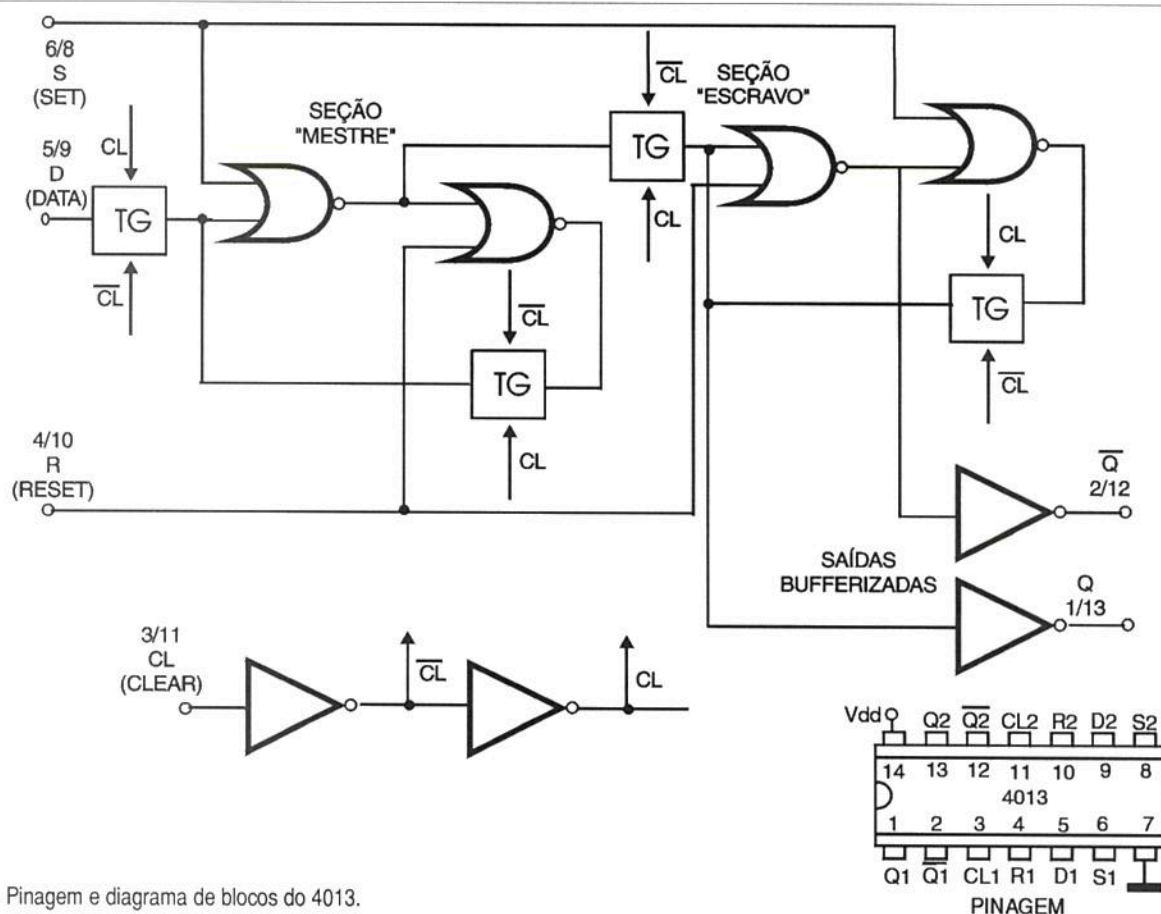 6/8
S
(SET)
5/9
D
(DATA)
CL
TG
CL
SEÇÃO
"MESTRE"
CL
TG
CL
CL
TG
CL
SEÇÃO
"ESCRAVO"
CL
TG
CL
4/10
R
(RESET)
Q
2/12
SAÍDAS
BUFFERIZADAS
Q
1/13
3/11
CL
(CLEAR)
CL
CL
Vdd
Q2
Q2
CL2
R2
D2
S2
14
13
12
11
10
9
8
4013
1
2
3
4
5
6
7
Q1
Q1
CL1
R1
D1
S1
PINAGEM
Pinagem e diagrama de blocos do 4013.